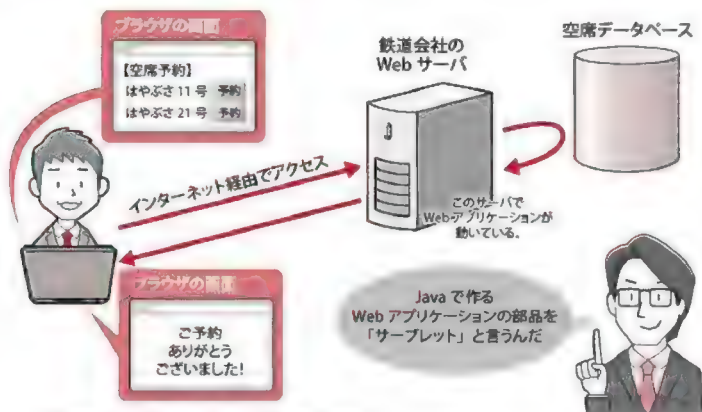 ブラウザの画面
【空席予約】
はやぶさ 11 号 予約
はやぶさ 21 号 予約
鉄道会社の
Web サーバ
空席データベース
インターネット経由でアクセス
このサーバで
Webアプリケーションが
動いている。
ブラウザの画面
ご予約
ありがとう
ございました!
Java で作る
Web アプリケーションの部品を
「サーブレット」と言うんだ